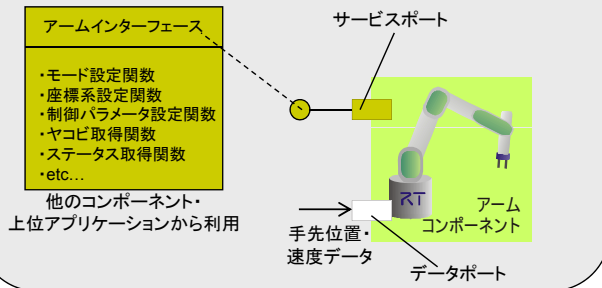 アームインターフェース
・モード設定関数
・座標系設定関数
・制御パラメータ設定関数
・ヤコビ取得関数
・ステータス取得関数
・etc…
他のコンポーネント・
上位アプリケーションから利用
サービスポート
RT
アーム
コンポーネント
手先位置・
速度データ
データポート